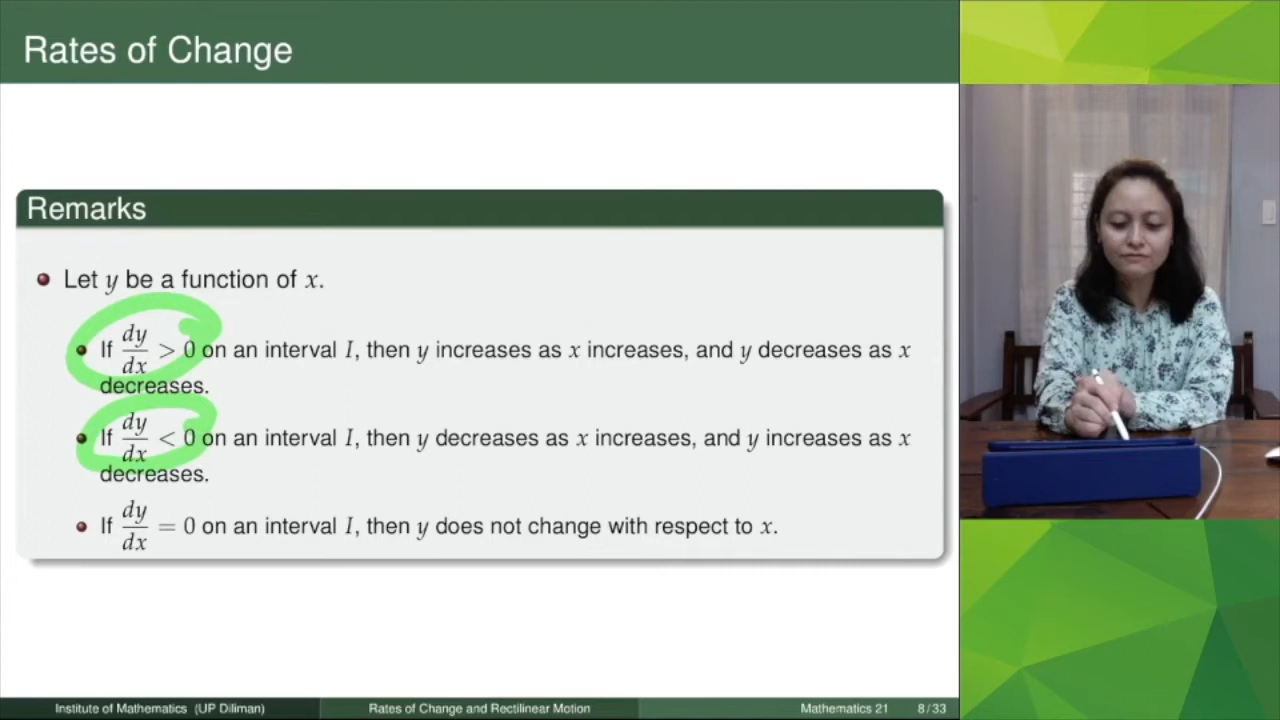 Rates of Change
Remarks
• Let y be a function of x.
• If dy/dx > 0 on an interval I, then y increases as x increases, and y decreases as x
decreases.
• If dy/dx < 0 on an interval I, then y decreases as x increases, and y increases as x
decreases.
• If dy/dx = 0 on an interval I, then y does not change with respect to x.
Institute of Mathematics (UP Diliman) Rates of Change and Rectilinear Motion Mathematics 21 8 / 33